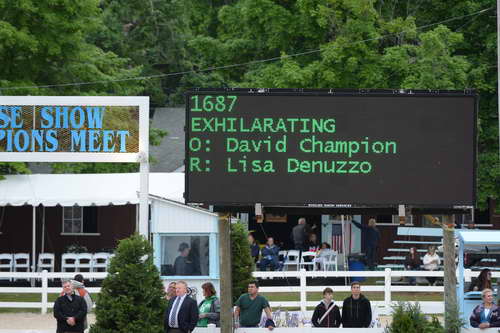 SE SHOW
IONS MEET
1687
EXHILARATING
O: David Champion
R: Lisa Denuzzo